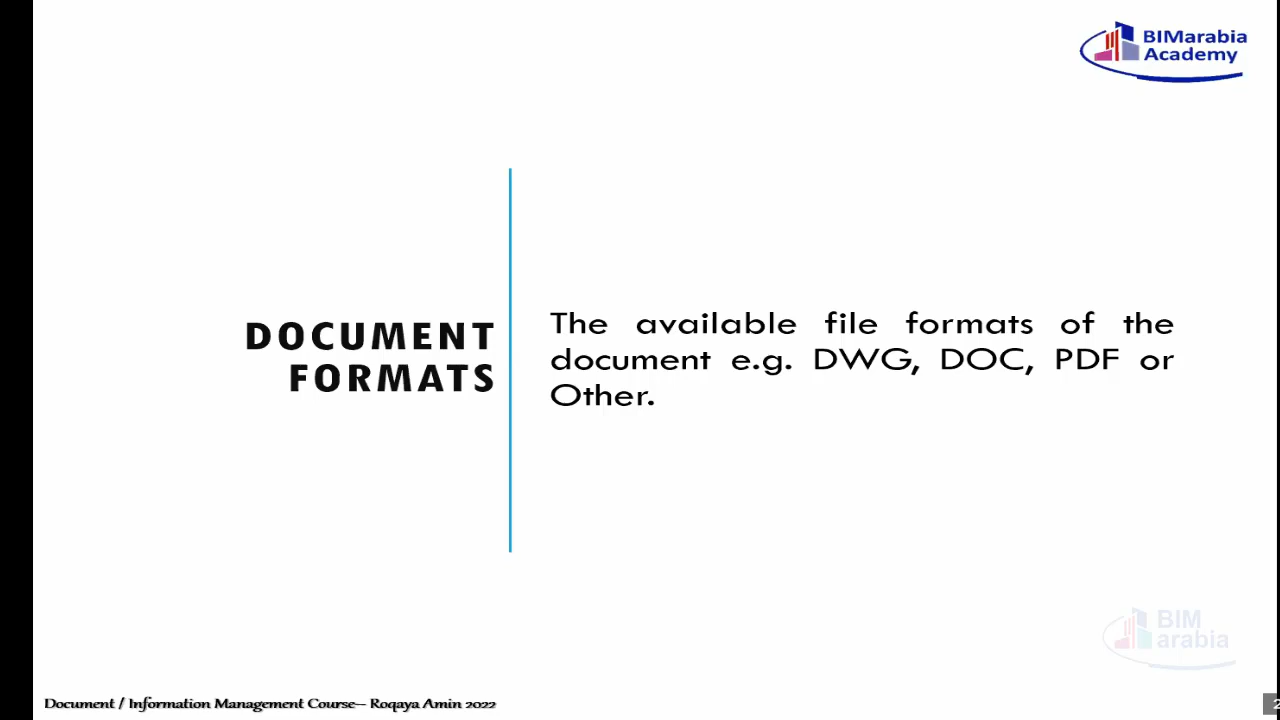 BIMarabia
Academy
DOCUMENT
FORMATS
The available file formats of the
document e.g. DWG, DOC, PDF or
Other.
BIM
arabia
Document / Information Management Course-- Roqaya Amin 2022